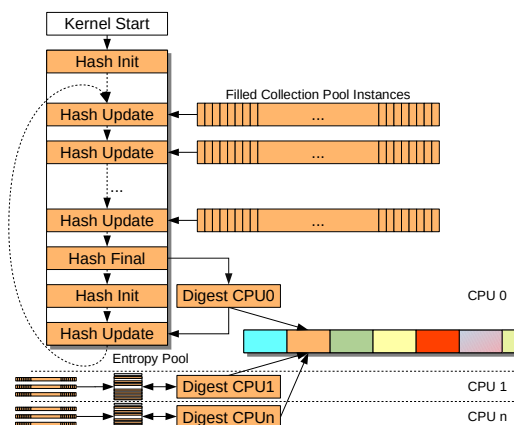 Kernel Start
Hash Init
Filled Collection Pool Instances
Hash Update
...
Hash Update
...
...
Hash Update
...
Hash Final
Hash Init
Digest CPU0
CPU 0
Hash Update
Entropy Pool
Digest CPU1
CPU 1
Digest CPUn
CPU n